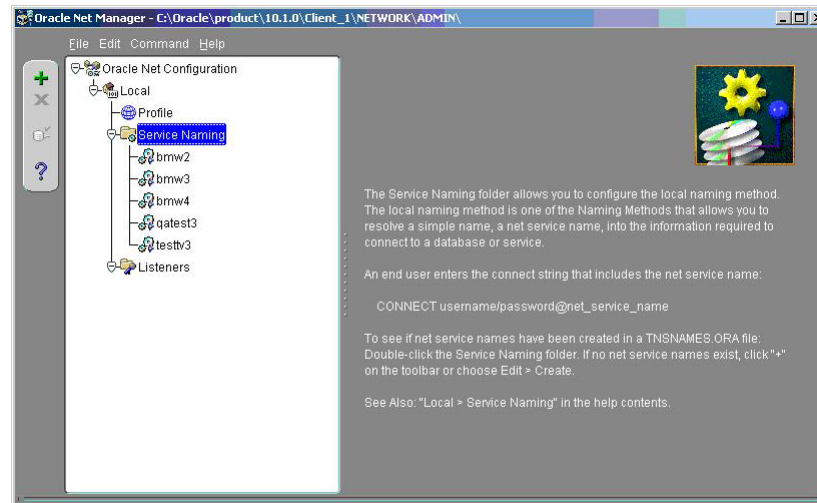 Oracle Net Manager - C:\Oracle\product\10.1.0\Client_1\NETWORK\ADMIN\
File Edit Command Help
Oracle Net Configuration
Local
Profile
Service Naming
bmw2
bmw3
bmw4
qatest3
testtv3
Listeners
The Service Naming folder allows you to configure the local naming method.
The local naming method is one of the Naming Methods that allows you to
resolve a simple name, a net service name, into the information required to
connect to a database or service.
An end user enters the connect string that includes the net service name:
CONNECT username/password@net_service_name
To see if net service names have been created in a TNSNAMES.ORA file:
Double-click the Service Naming folder. If no net service names exist, click "+"
on the toolbar or choose Edit > Create.
See Also: "Local > Service Naming" in the help contents.